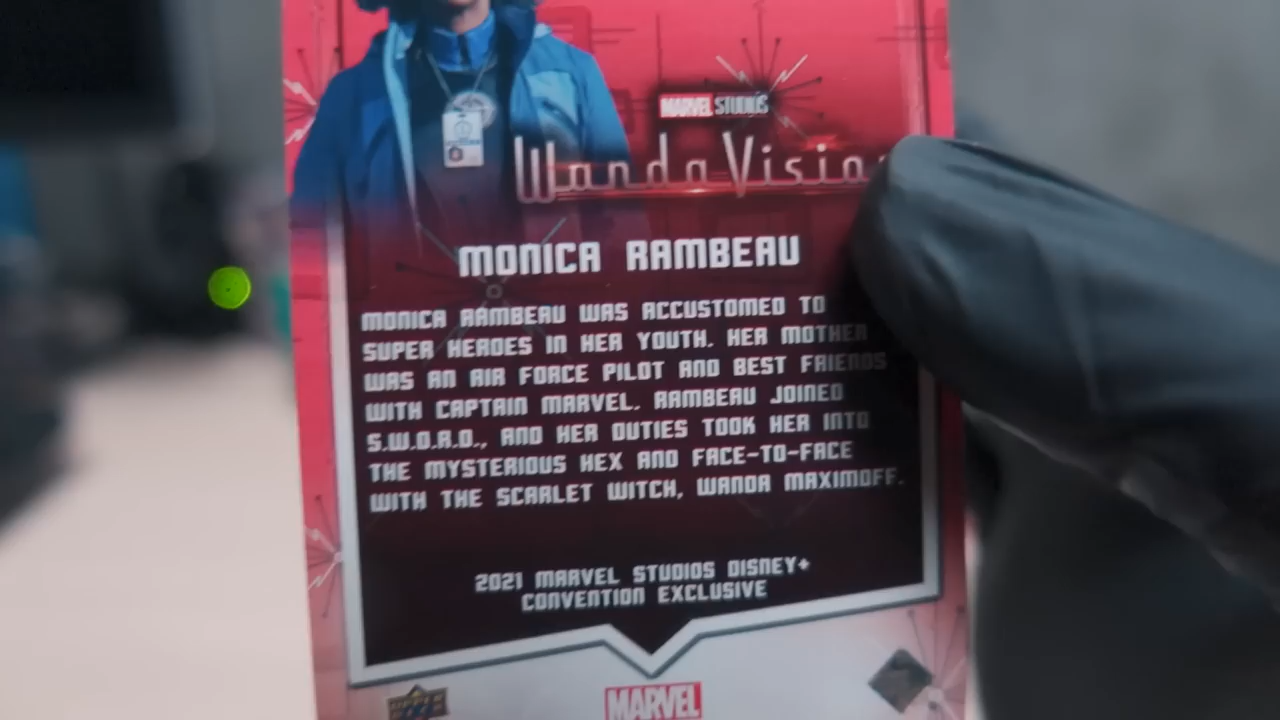 MARVEL STUDIOS
WandaVisio
MONICA RAMBEAU
MONICA RAMBEAU WAS ACCUSTOMED TO
SUPER HEROES IN HER YOUTH. HER MOTHER
WAS AN AIR FORCE PILOT AND BEST FRIENDS
WITH CAPTAIN MARVEL. RAMBEAU JOINED
S.W.O.R.D., AND HER DUTIES TOOK HER INTO
THE MYSTERIOUS HEX AND FACE-TO-FACE
WITH THE SCARLET WITCH, WANDA MAXIMOFF.
2021 MARVEL STUDIOS DISNEY+
CONVENTION EXCLUSIVE
MARVEL